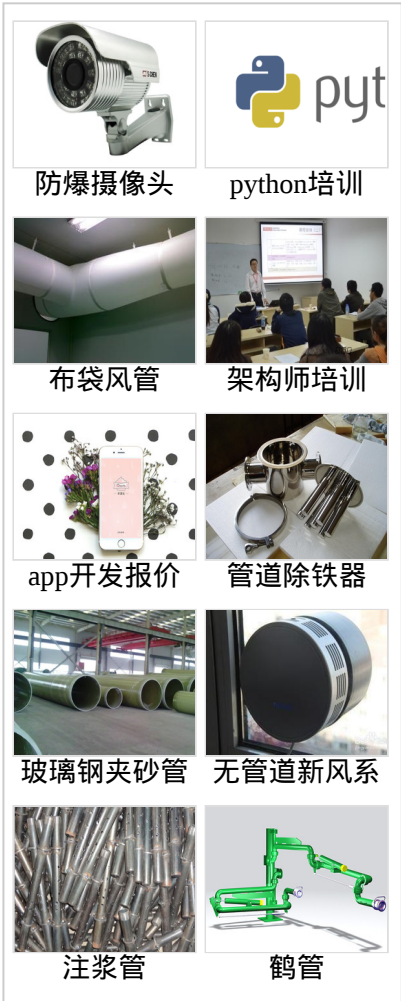 pyt
防爆摄像头
python培训
布袋风管
架构师培训
app开发报价
管道除铁器
玻璃钢夹砂管
无管道新风系
注浆管
鹤管